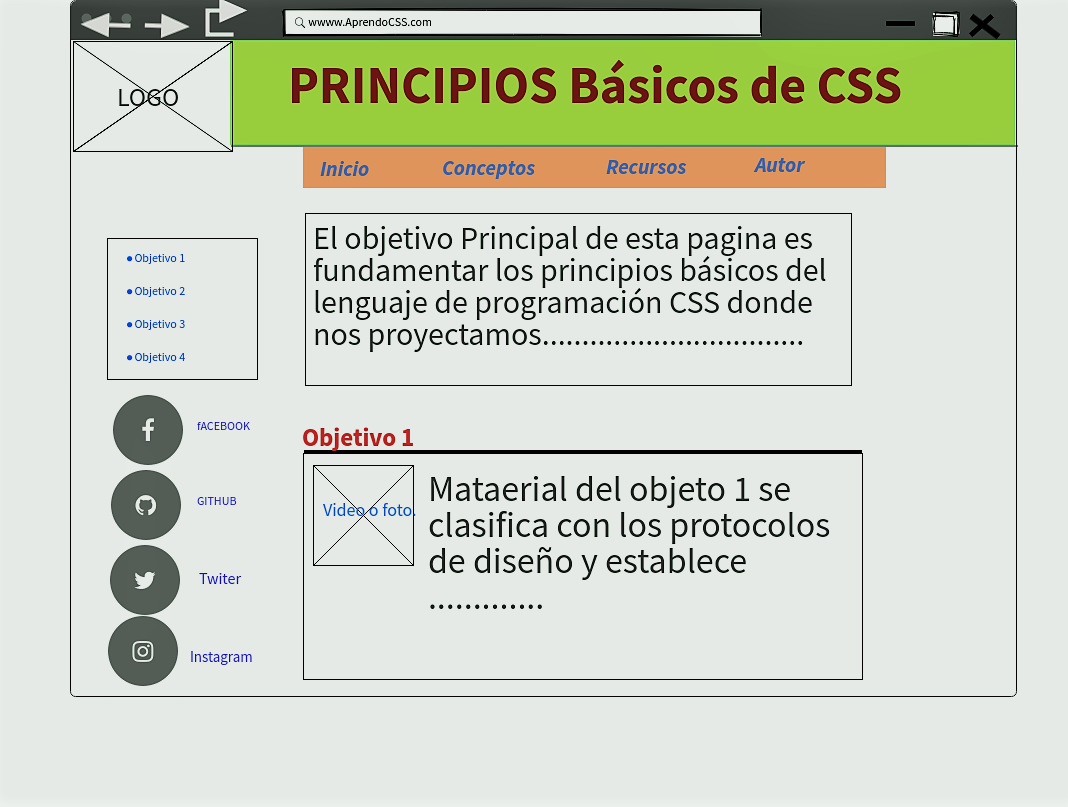 wwww.AprendoCSS.com
LOGO
PRINCIPIOS Básicos de CSS
Inicio Conceptos Recursos Autor
El objetivo Principal de esta pagina es
fundamentar los principios básicos del
lenguaje de programación CSS donde
nos proyectamos.................................
Objetivo 1
Objetivo 2
Objetivo 3
Objetivo 4
fACEBOOK
GITHUB
Twiter
Instagram
Objetivo 1
Video o foto.
Mataerial del objeto 1 se
clasifica con los protocolos
de diseño y establece
.............